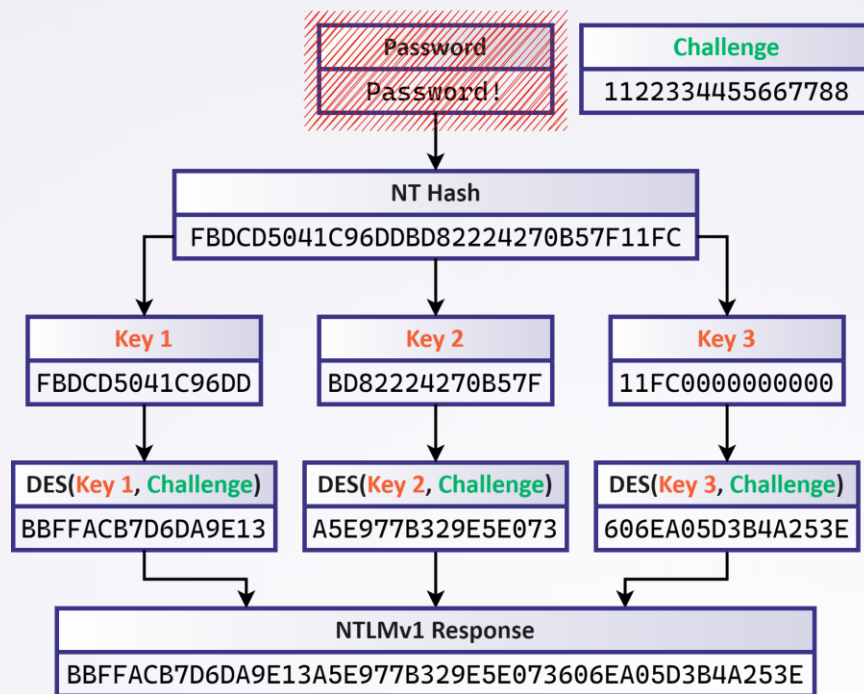 Password
Challenge
Password!
1122334455667788
NT Hash
FBDCD5041C96DDBD82224270B57F11FC
Key 1
Key 2
Key 3
FBDCD5041C96DD
BD82224270B57F
11FC0000000000
DES(Key 1, Challenge)
DES(Key 2, Challenge)
DES(Key 3, Challenge)
BBFFACB7D6DA9E13
A5E977B329E5E073
606EA05D3B4A253E
NTLMv1 Response
BBFFACB7D6DA9E13A5E977B329E5E073606EA05D3B4A253E